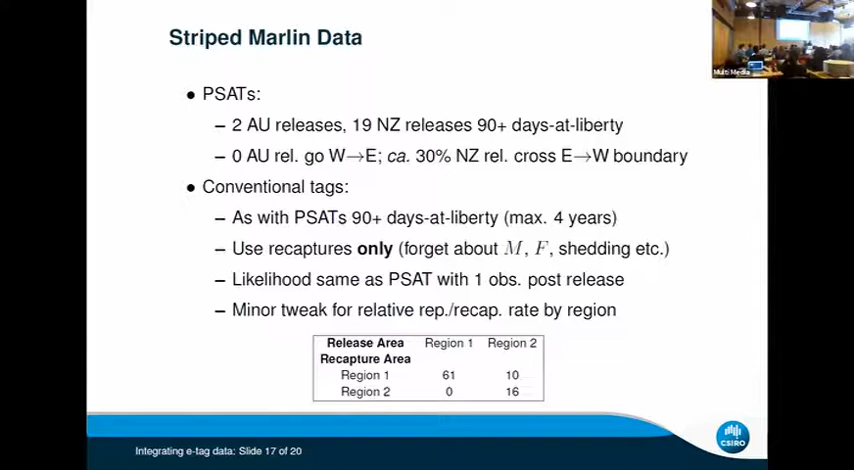 Striped Marlin Data
Multi Media
• PSATs:
– 2 AU releases, 19 NZ releases 90+ days-at-liberty
– 0 AU rel. go W→E; ca. 30% NZ rel. cross E→W boundary
• Conventional tags:
– As with PSATs 90+ days-at-liberty (max. 4 years)
– Use recaptures only (forget about M, F, shedding etc.)
– Likelihood same as PSAT with 1 obs. post release
– Minor tweak for relative rep./recap. rate by region
Release Area Region 1 Region 2
Recapture Area
Region 1 61 10
Region 2 0 16
CSIRO
Integrating e-tag data: Slide 17 of 20